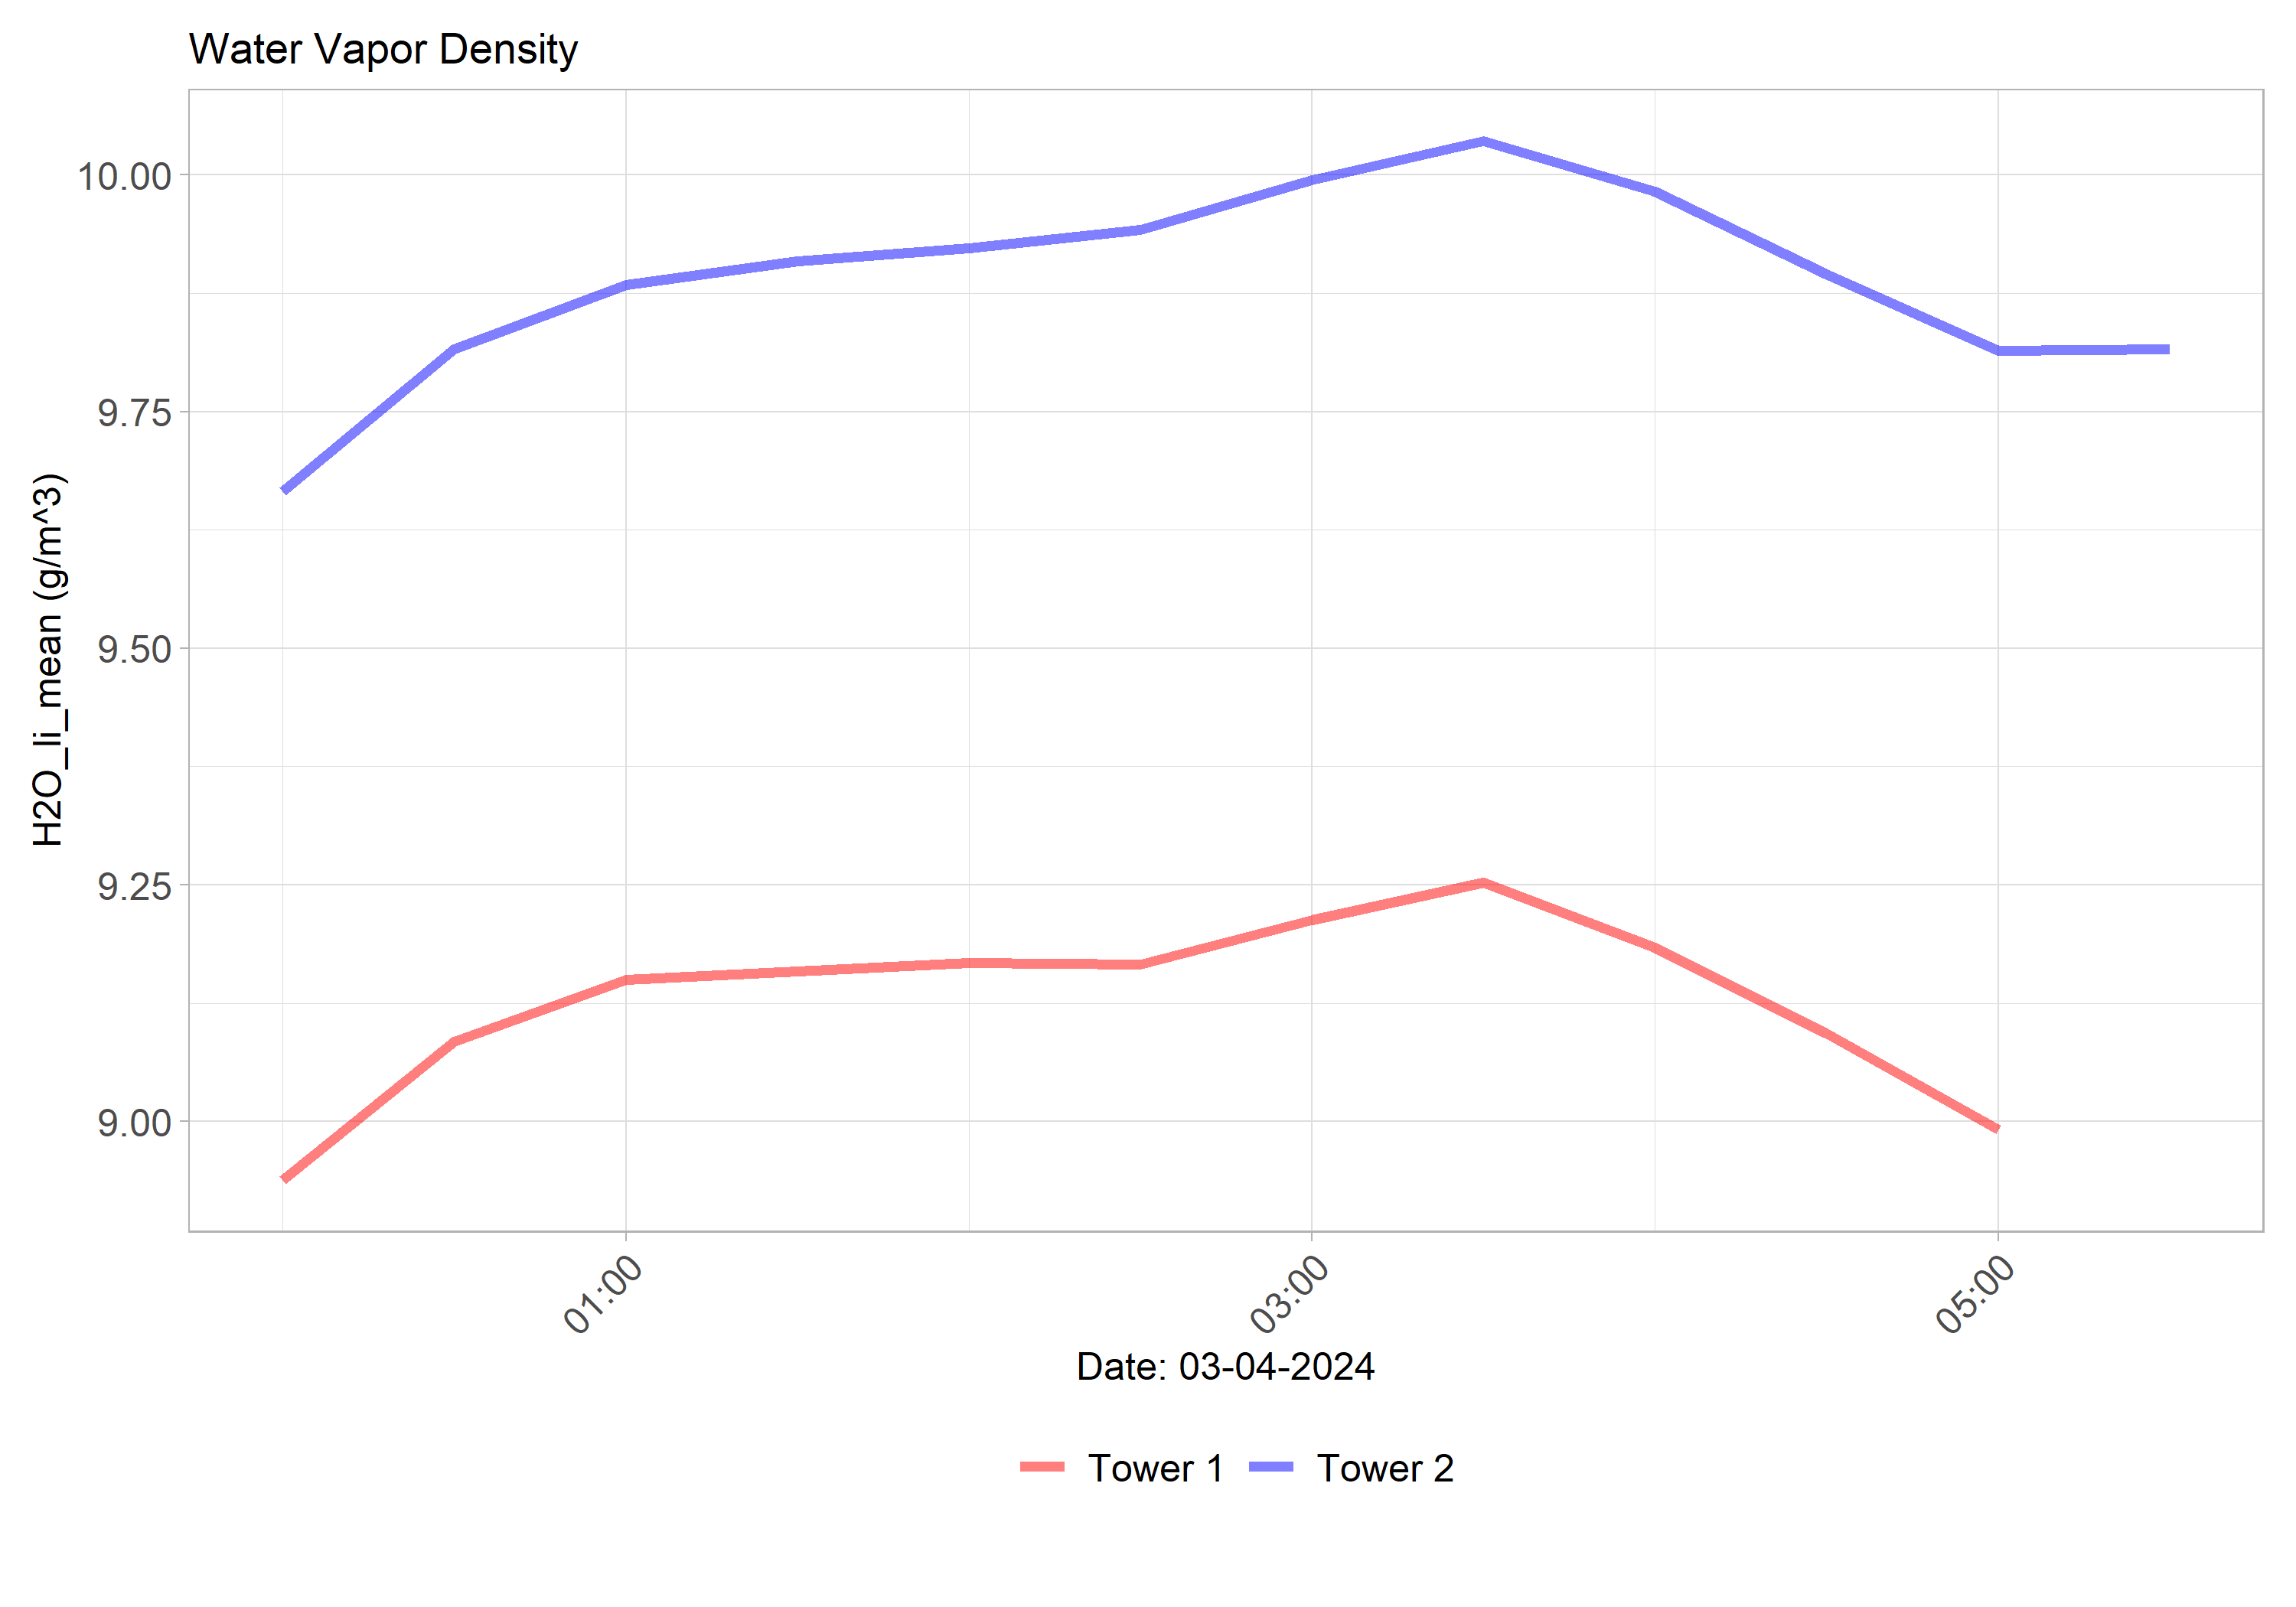 Water Vapor Density
H2O_li_mean (g/m^3)
10.00
9.75
9.50
9.25
9.00
01:00
03:00
05:00
Date: 03-04-2024
Tower 1
Tower 2